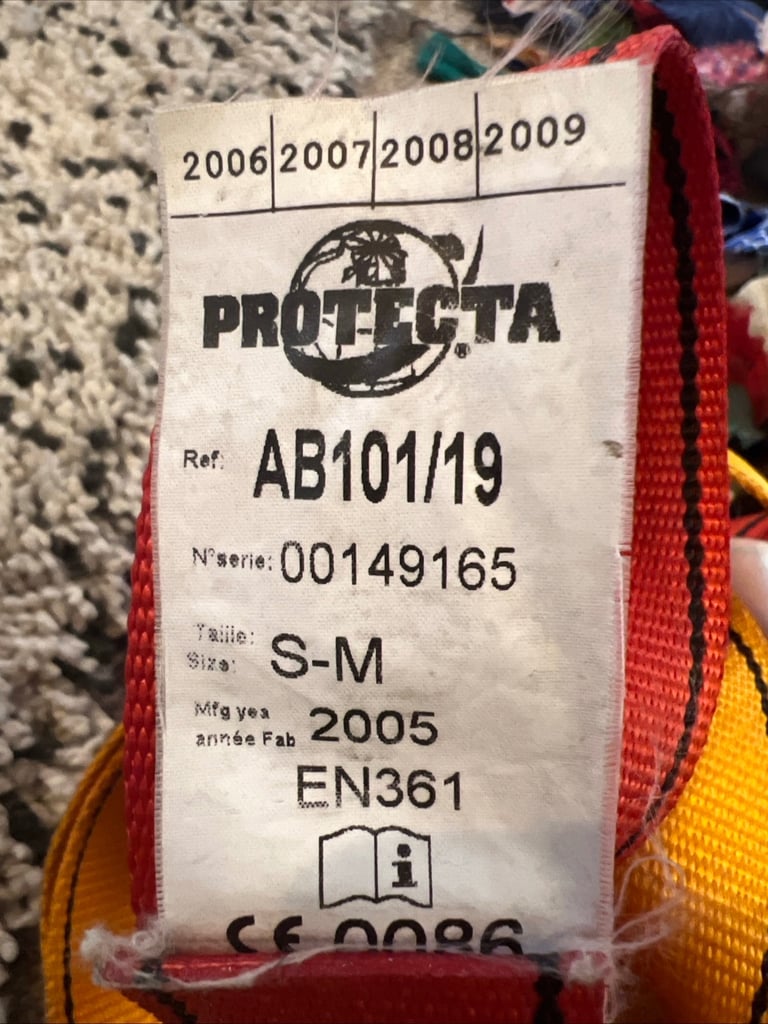 2006 2007 2008 2009
PROTECTA®
Ref: AB101/19
N°serie: 00149165
Taille:
Size: S-M
Mfg yea
année Fab 2005
EN361
i
CE 0086